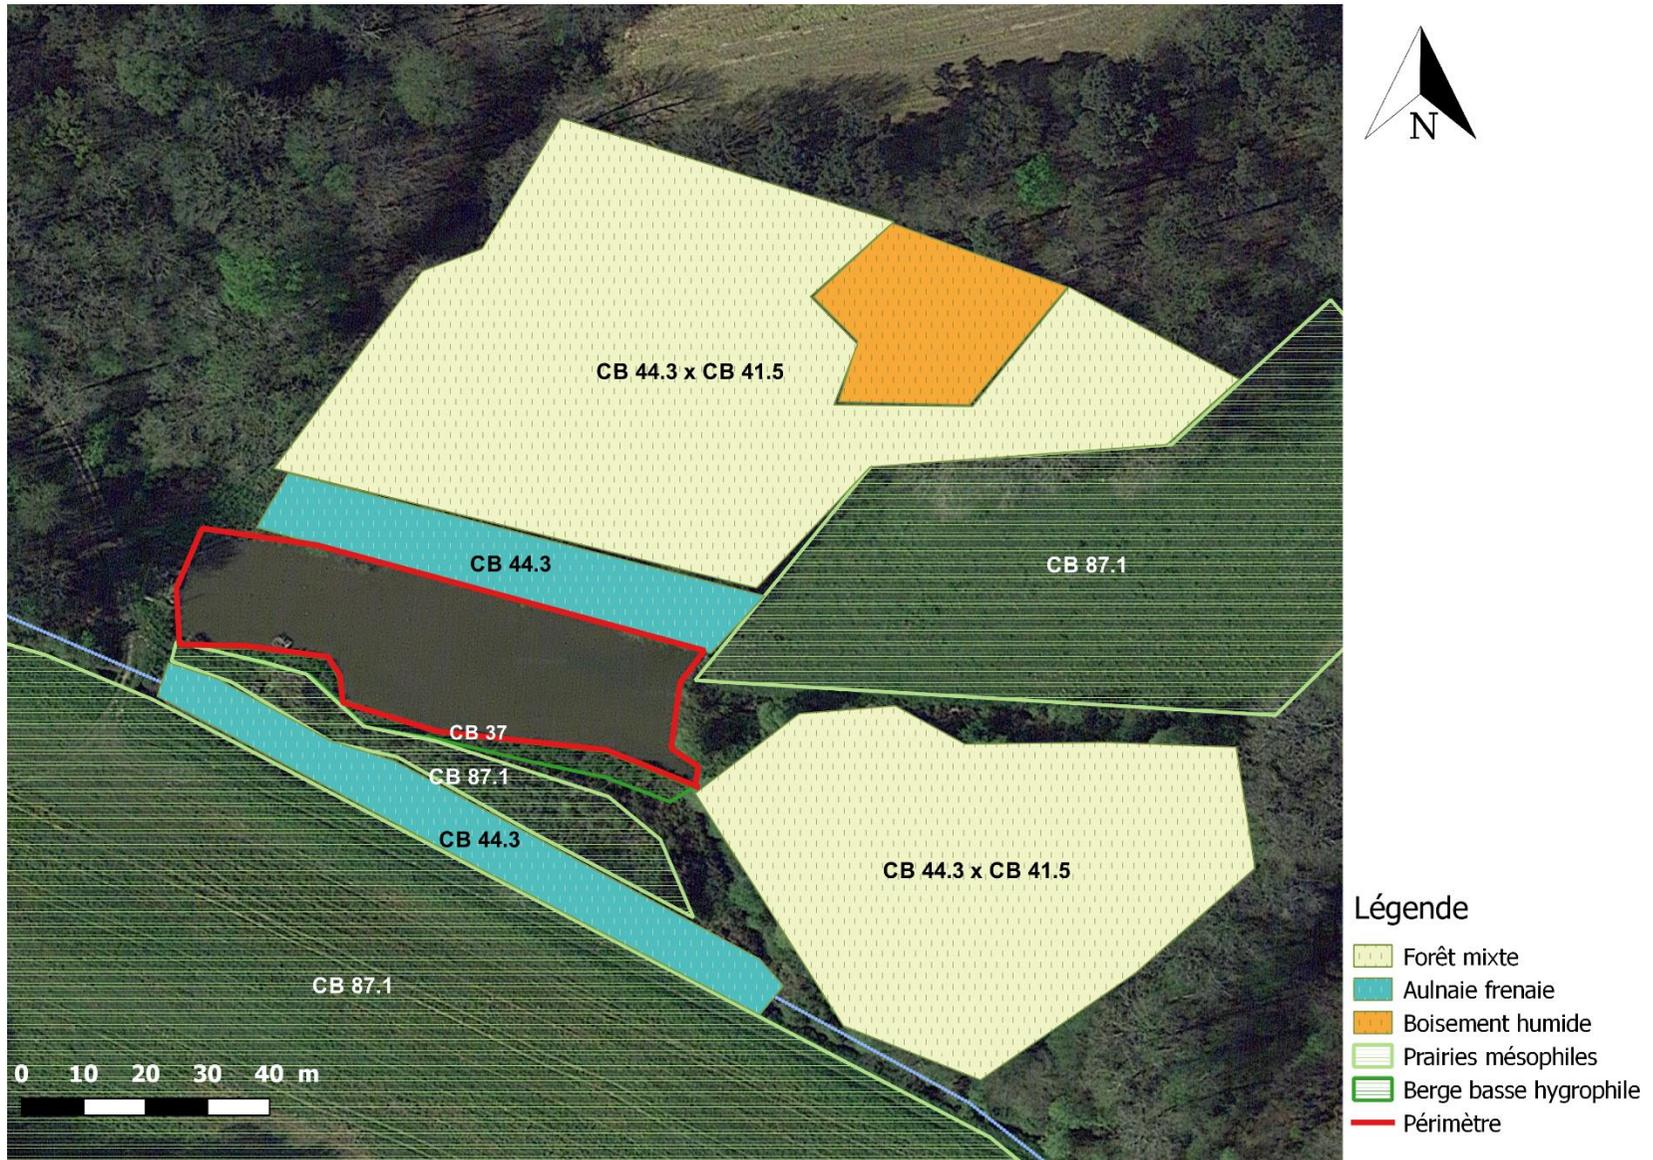 N
CB 44.3 x CB 41.5
CB 44.3
CB 87.1
CB 37
CB 87.1
CB 44.3
CB 44.3 x CB 41.5
CB 87.1
0 10 20 30 40 m
Légende
Forêt mixte
Aulnaie frenaie
Boisement humide
Prairies mésophiles
Berge basse hygrophile
Périmètre